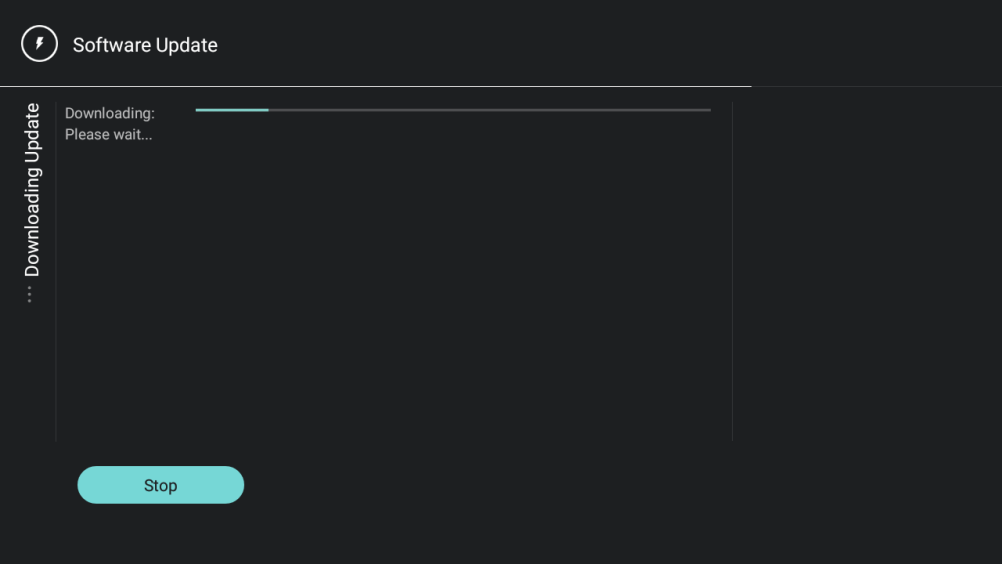 Software Update
Downloading Update
Downloading:
Please wait...
Stop